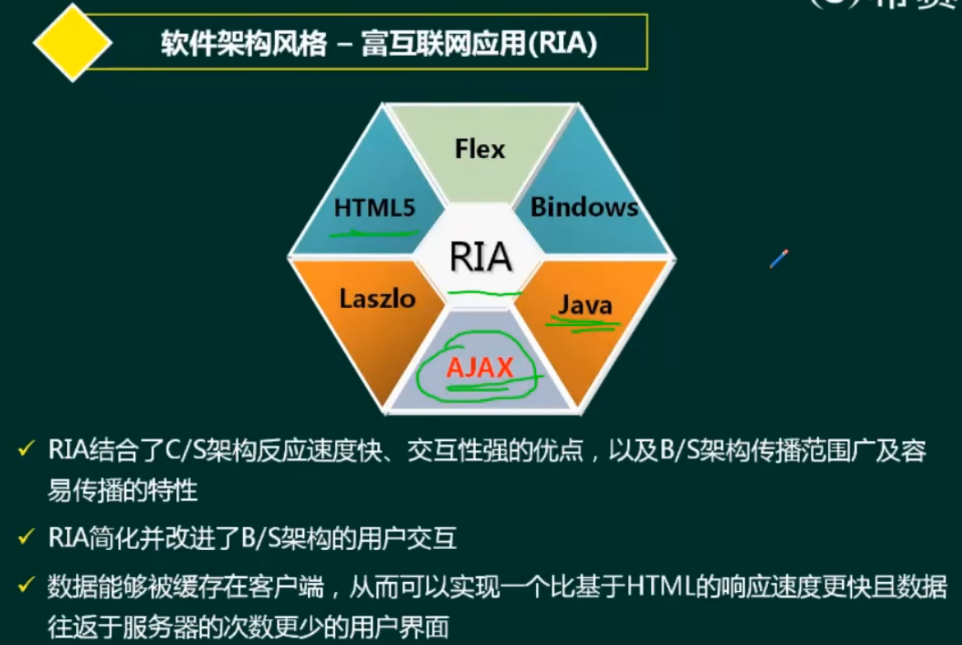 软件架构风格 – 富互联网应用(RIA)
Flex
HTML5
Bindows
RIA
Laszlo
Java
AJAX
✓ RIA结合了C/S架构反应速度快、交互性强的优点，以及B/S架构传播范围广及容
易传播的特性
✓ RIA简化并改进了B/S架构的用户交互
✓ 数据能够被缓存在客户端，从而可以实现一个比基于HTML的响应速度更快且数据
往返于服务器的次数更少的用户界面